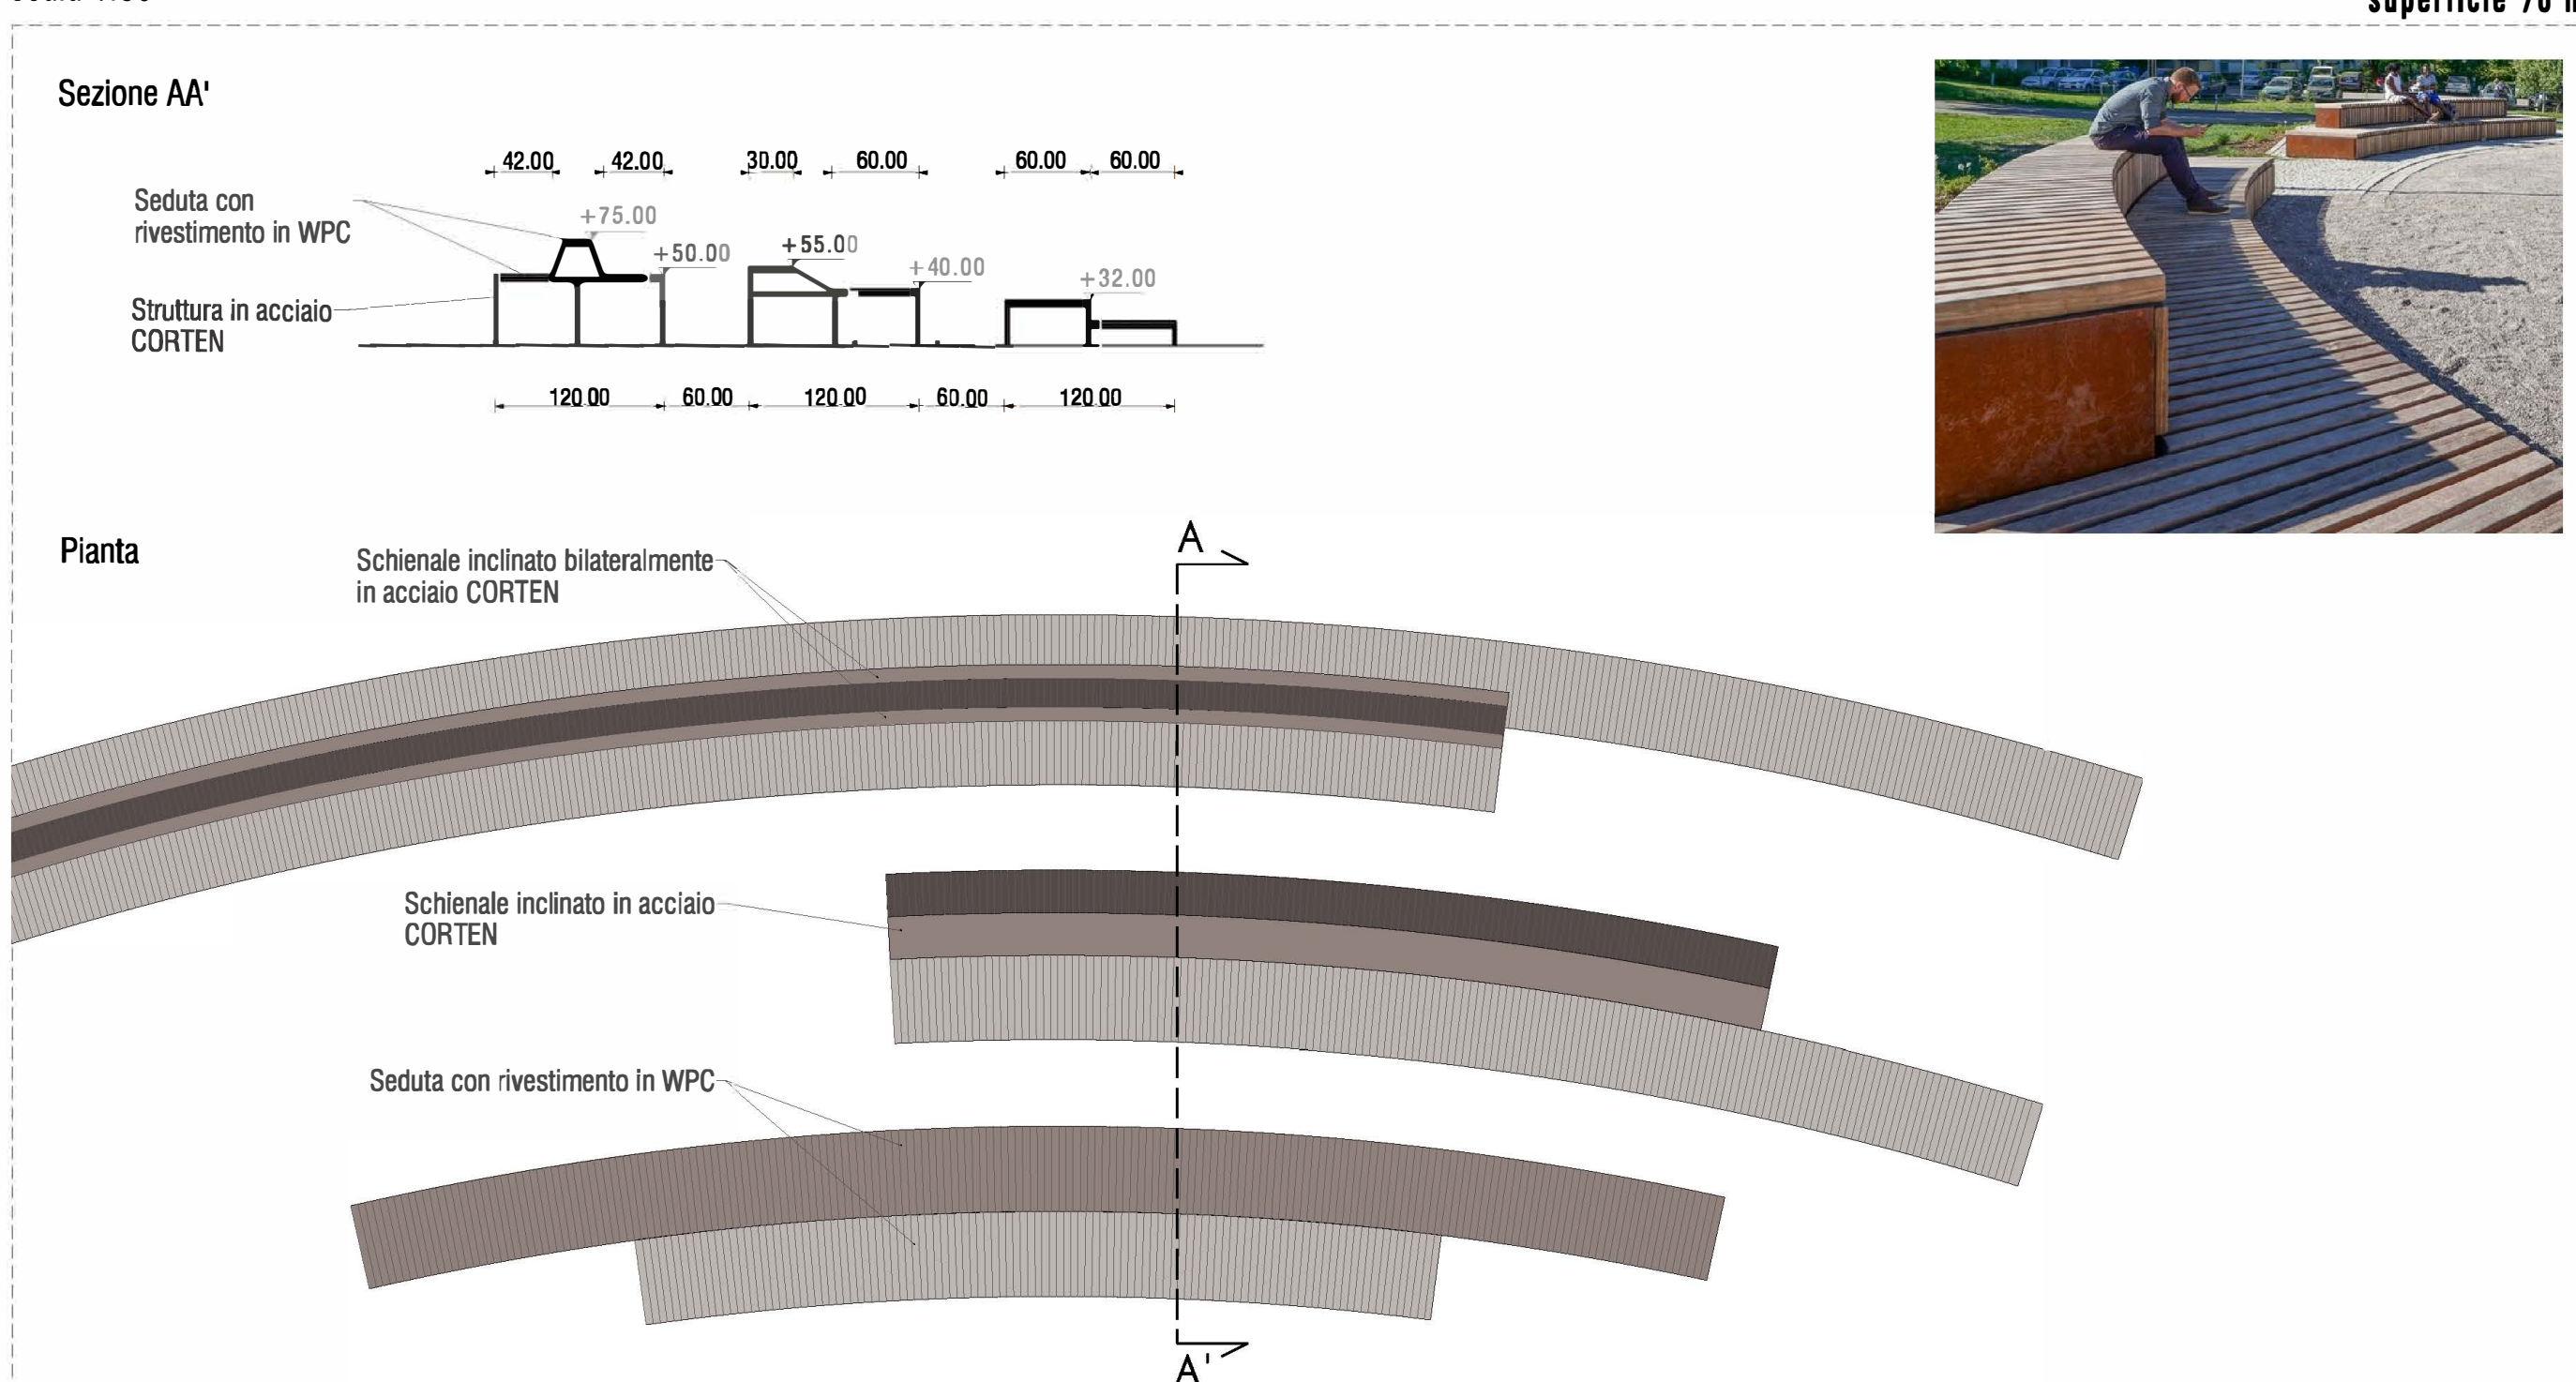 Sezione AA'
42.00 42.00 30.00 60.00 60.00 60.00
Seduta con
rivestimento in WPC
+75.00
+50.00
+55.00
+40.00
+32.00
Struttura in acciaio
CORTEN
120.00 60.00 120.00 60.00 120.00
Pianta
Schienale inclinato bilateralmente
in acciaio CORTEN
A
Schienale inclinato in acciaio
CORTEN
Seduta con rivestimento in WPC
A'